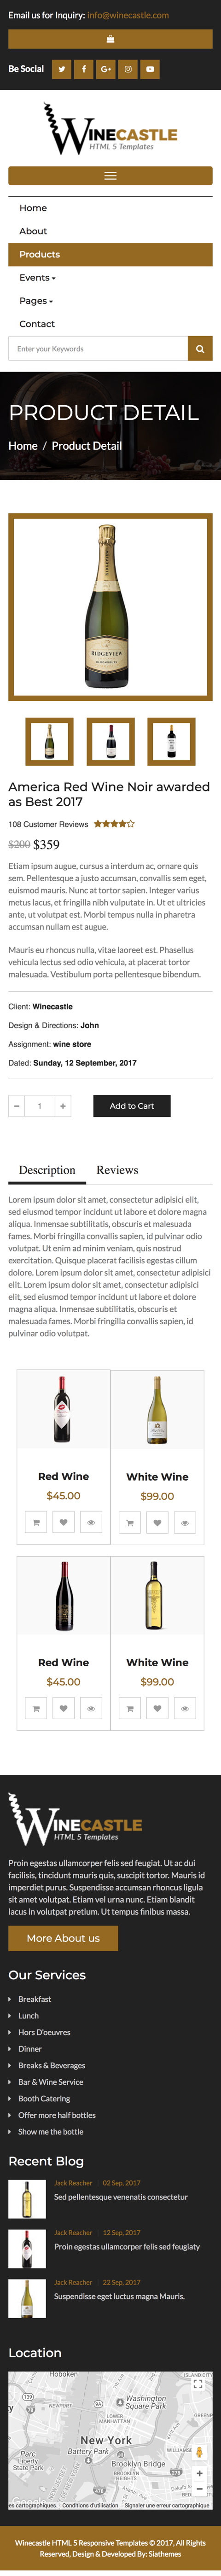 Email us for Inquiry: info@winecastle.com
Be Social
WINECASTLE
HTML 5 Templates
Home
About
Products
Events
Pages
Contact
Enter your Keywords
PRODUCT DETAIL
Home / Product Detail
RIDGEVIEW
BLOOMSBURY
America Red Wine Noir awarded
as Best 2017
108 Customer Reviews
$200 $359
Etiam ipsum augue, cursus a interdum ac, ornare quis
sem. Pellentesque a justo accumsan, convallis sem eget,
euismod mauris. Nunc at tortor sapien. Integer varius
metus lacus, et fringilla nibh vulputate in. Ut et ultricies
ante, ut volutpat est. Morbi tempus nulla in pharetra
accumsan nullam est augue.
Mauris eu rhoncus nulla, vitae laoreet est. Phasellus
vehicula lectus sed odio vehicula, at placerat tortor
malesuada. Vestibulum porta pellentesque bibendum.
Client: Winecastle
Design & Directions: John
Assignment: wine store
Dated: Sunday, 12 September, 2017
− 1 +
Add to Cart
Description Reviews
Lorem ipsum dolor sit amet, consectetur adipisici elit,
sed eiusmod tempor incidunt ut labore et dolore magna
aliqua. Inmensae subtilitatis, obscuris et malesuada
fames. Morbi fringilla convallis sapien, id pulvinar odio
volutpat. Ut enim ad minim veniam, quis nostrud
exercitation. Quisque placerat facilisis egestas cillum
dolore. Lorem ipsum dolor sit amet, consectetur adipisici
elit, sed eiusmod tempor incidunt ut labore et dolore
magna aliqua. Inmensae subtilitatis, obscuris et
malesuada fames. Morbi fringilla convallis sapien, id
pulvinar odio volutpat.
Red Wine
$45.00
White Wine
$99.00
Red Wine
$45.00
White Wine
$99.00
WINECASTLE
HTML 5 Templates
Proin egestas ullamcorper felis sed feugiat. Ut ac dui
facilisis, tincidunt mauris quis, suscipit tortor. Mauris id
imperdiet purus. Suspendisse accumsan rhoncus ligula
sit amet volutpat. Etiam vel urna nunc. Etiam blandit
lacus in volutpat pretium. Ut tempus finibus massa.
More About us
Our Services
Breakfast
Lunch
Hors D'oeuvres
Dinner
Breaks & Beverages
Bar & Wine Service
Booth Catering
Offer more half bottles
Show me the bottle
Recent Blog
Jack Reacher 02 Sep, 2017
Sed pellentesque venenatis consectetur
Jack Reacher 12 Sep, 2017
Proin egestas ullamcorper felis sed feugiaty
Jack Reacher 22 Sep, 2017
Suspendisse eget luctus magna Mauris.
Location
Hoboken
ISLAND CITY
Washington
Square Park
NEWPORT
LOWER
MANHATTAN
New York
Jersey City
Battery Park
Brooklyn Bridge
Liberty
State Park
BROOKLYN
HEIGHTS
es cartographiques Conditions d'utilisation Signaler une erreur cartographique
Winecastle HTML 5 Responsive Templates © 2017, All Rights
Reserved, Design & Developed By: Siathemes